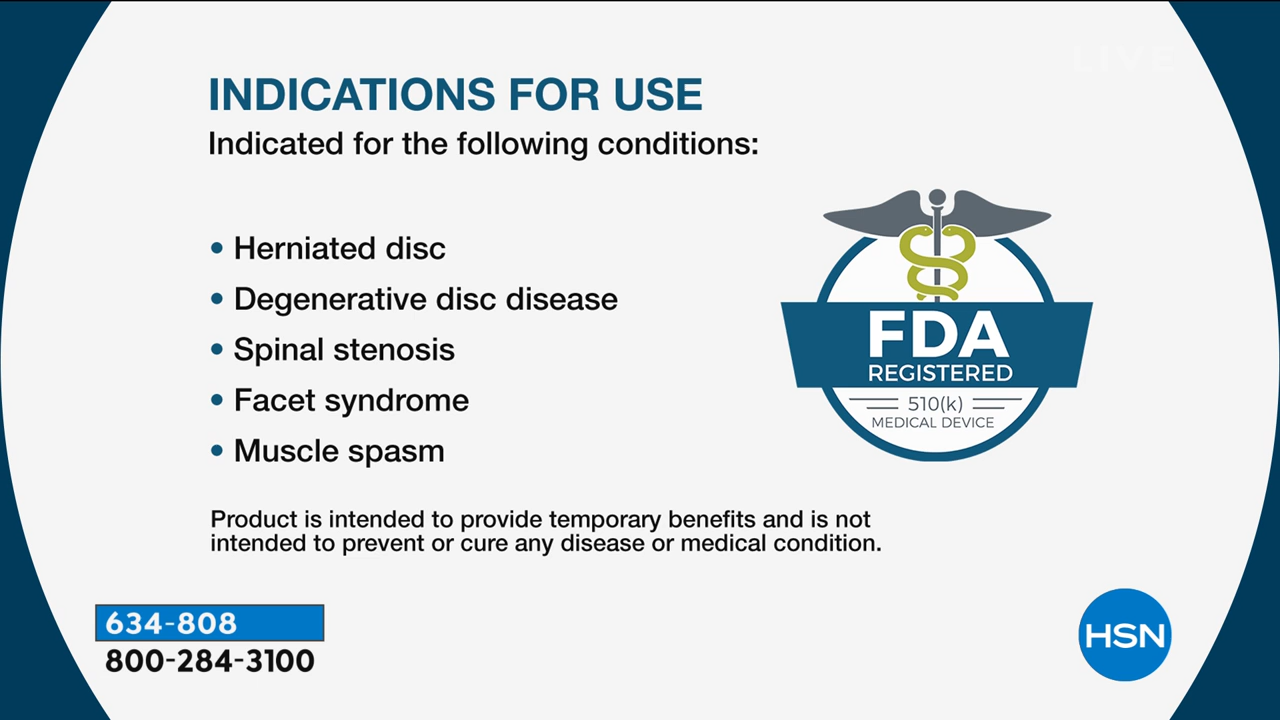 LIVE
INDICATIONS FOR USE
Indicated for the following conditions:
• Herniated disc
• Degenerative disc disease
• Spinal stenosis
• Facet syndrome
• Muscle spasm
FDA
REGISTERED
510(k)
MEDICAL DEVICE
Product is intended to provide temporary benefits and is not
intended to prevent or cure any disease or medical condition.
634-808
800-284-3100
HSN